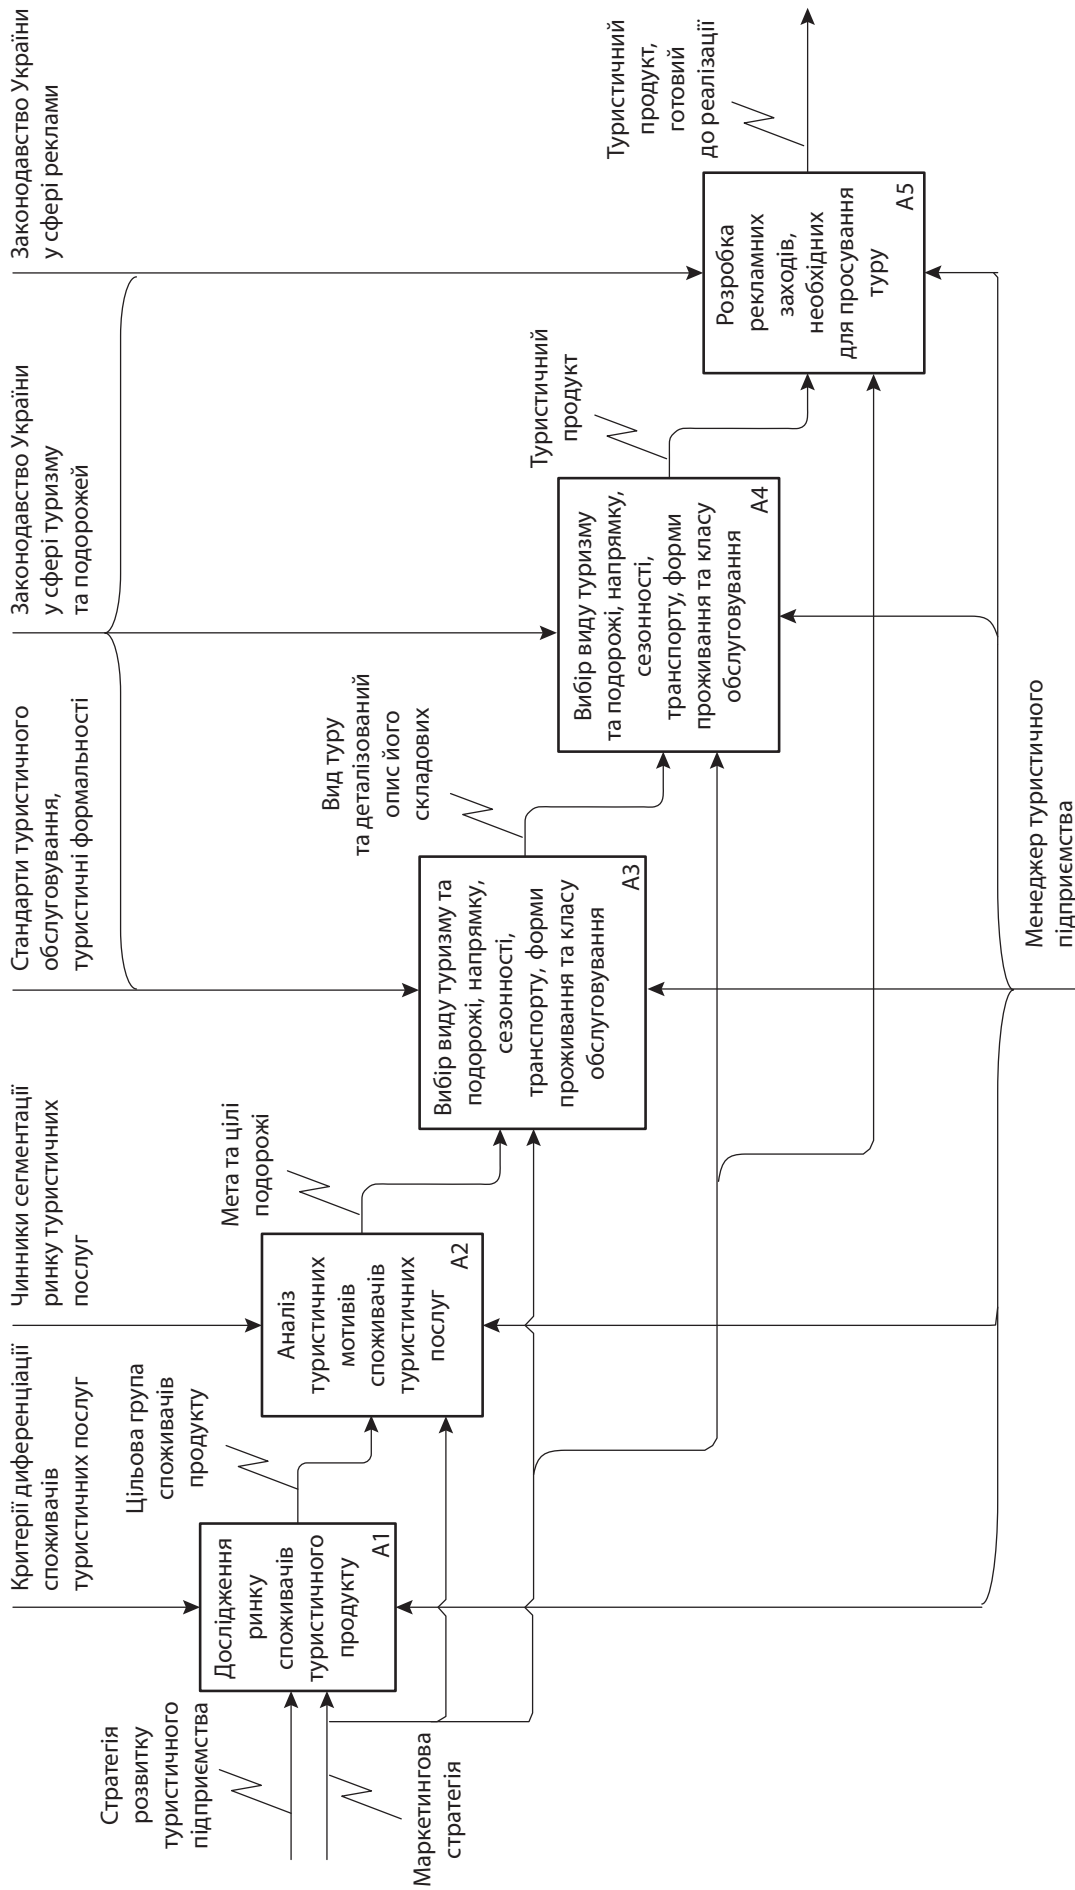 Критерії диференціації
споживачів
туристичних послуг
Чинники сегментації
ринку туристичних
послуг
Стандарти туристичного
обслуговування,
туристичні формальності
Законодавство України
у сфері туризму
та подорожей
Законодавство України
у сфері реклами
Стратегія
розвитку
туристичного
підприємства
Маркетингова
стратегія
Дослідження
ринку
споживачів
туристичного
продукту
А1
Цільова група
споживачів
продукту
Аналіз
туристичних
мотивів
споживачів
туристичних
послуг
А2
Мета та цілі
подорожі
Вибір виду туризму та
подорожі, напрямку,
сезонності,
транспорту, форми
проживання та класу
обслуговування
А3
Вид туру
та деталізований
опис його
складових
Вибір виду туризму
та подорожі, напрямку,
сезонності,
транспорту, форми
проживання та класу
обслуговування
А4
Туристичний
продукт
Розробка
рекламних
заходів,
необхідних
для просування
туру
А5
Туристичний
продукт,
готовий
до реалізації
Менеджер туристичного
підприємства